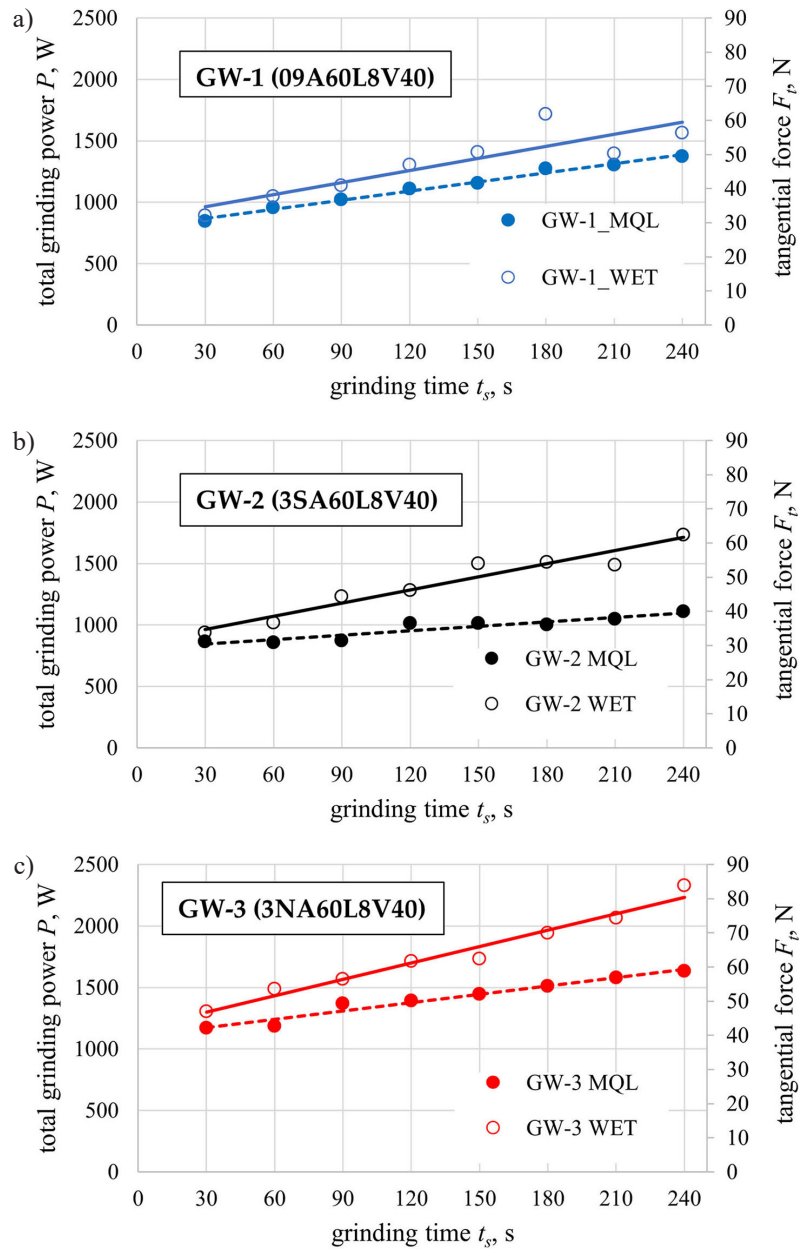 a)
total grinding power P, W
2500
2000
1500
1000
500
0
GW-1 (09A60L8V40)
GW-1_MQL
GW-1_WET
90
80
70
60
50
40
30
20
10
0
tangential force Ft, N
0 30 60 90 120 150 180 210 240
grinding time ts, s
b)
total grinding power P, W
2500
2000
1500
1000
500
0
GW-2 (3SA60L8V40)
GW-2 MQL
GW-2 WET
90
80
70
60
50
40
30
20
10
0
tangential force Ft, N
0 30 60 90 120 150 180 210 240
grinding time ts, s
c)
total grinding power P, W
2500
2000
1500
1000
500
0
GW-3 (3NA60L8V40)
GW-3 MQL
GW-3 WET
90
80
70
60
50
40
30
20
10
0
tangential force Ft, N
0 30 60 90 120 150 180 210 240
grinding time ts, s